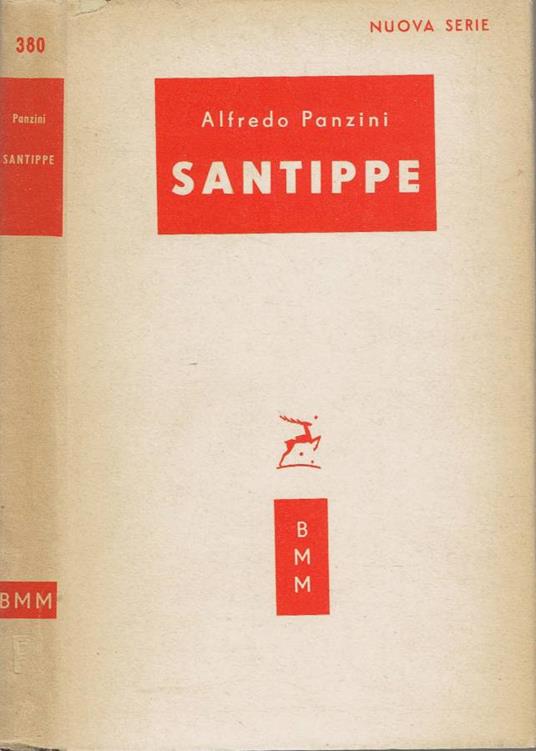 380
Panzini
SANTIPPE
BMM
NUOVA SERIE
Alfredo Panzini
SANTIPPE
B
M
M